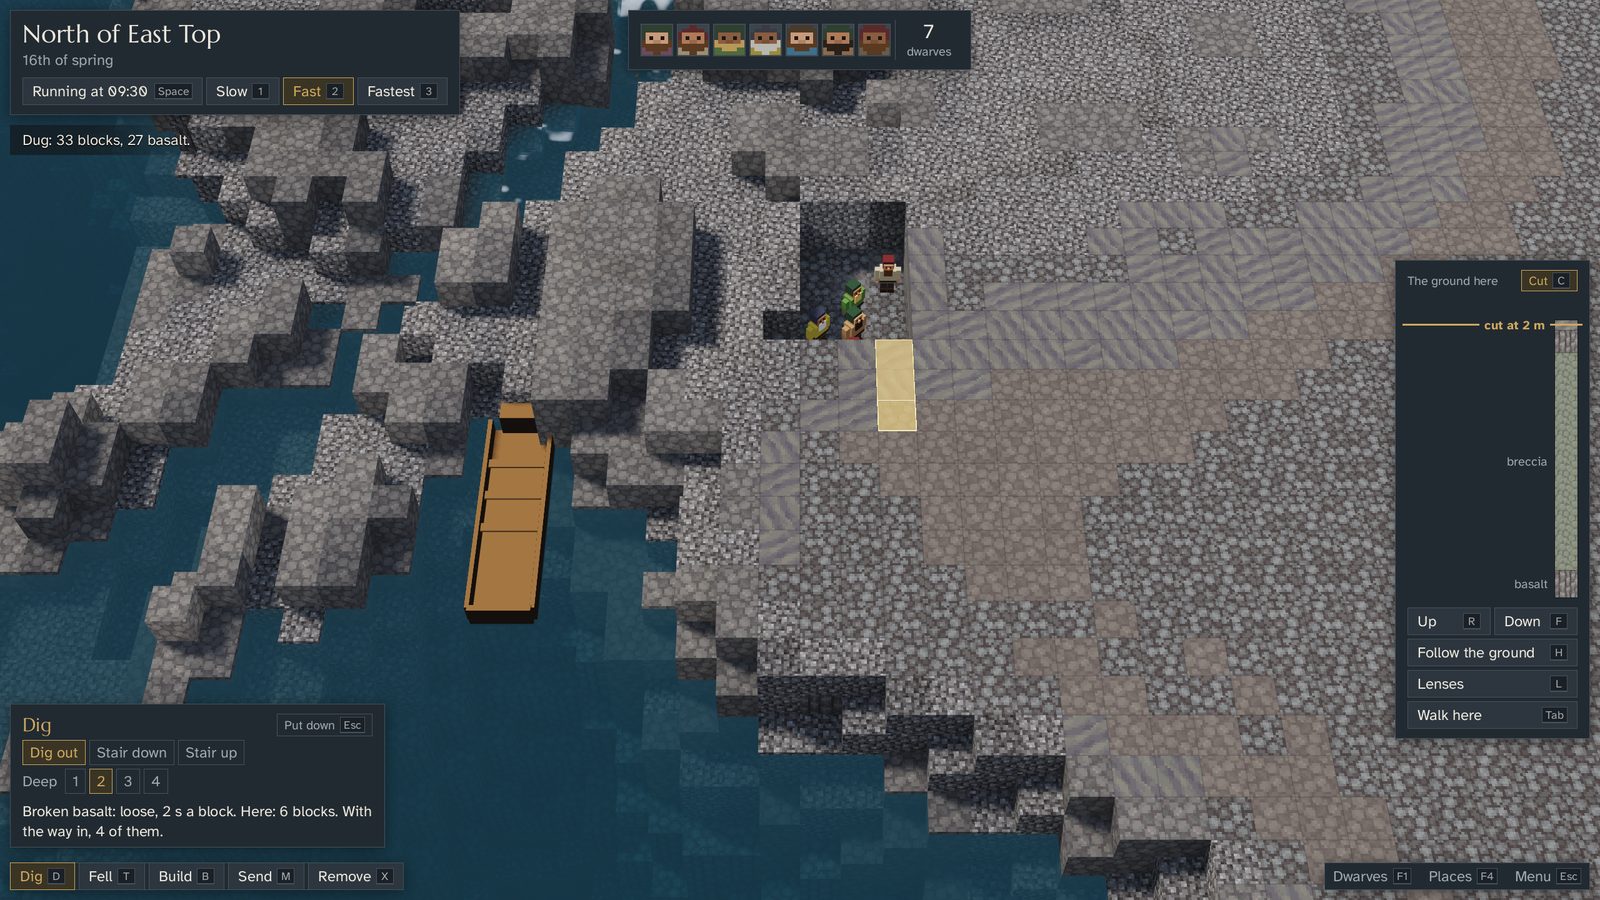 North of East Top
16th of spring
Running at 09:30 Space
Slow 1
Fast 2
Fastest 3
7
dwarves
Dug: 33 blocks, 27 basalt.
The ground here
Cut C
cut at 2 m
breccia
basalt
Up R
Down F
Follow the ground H
Lenses L
Walk here Tab
Dig
Put down Esc
Dig out
Stair down
Stair up
Deep 1 2 3 4
Broken basalt: loose, 2 s a block. Here: 6 blocks. With
the way in, 4 of them.
Dig D
Fell T
Build B
Send M
Remove X
Dwarves F1
Places F4
Menu Esc